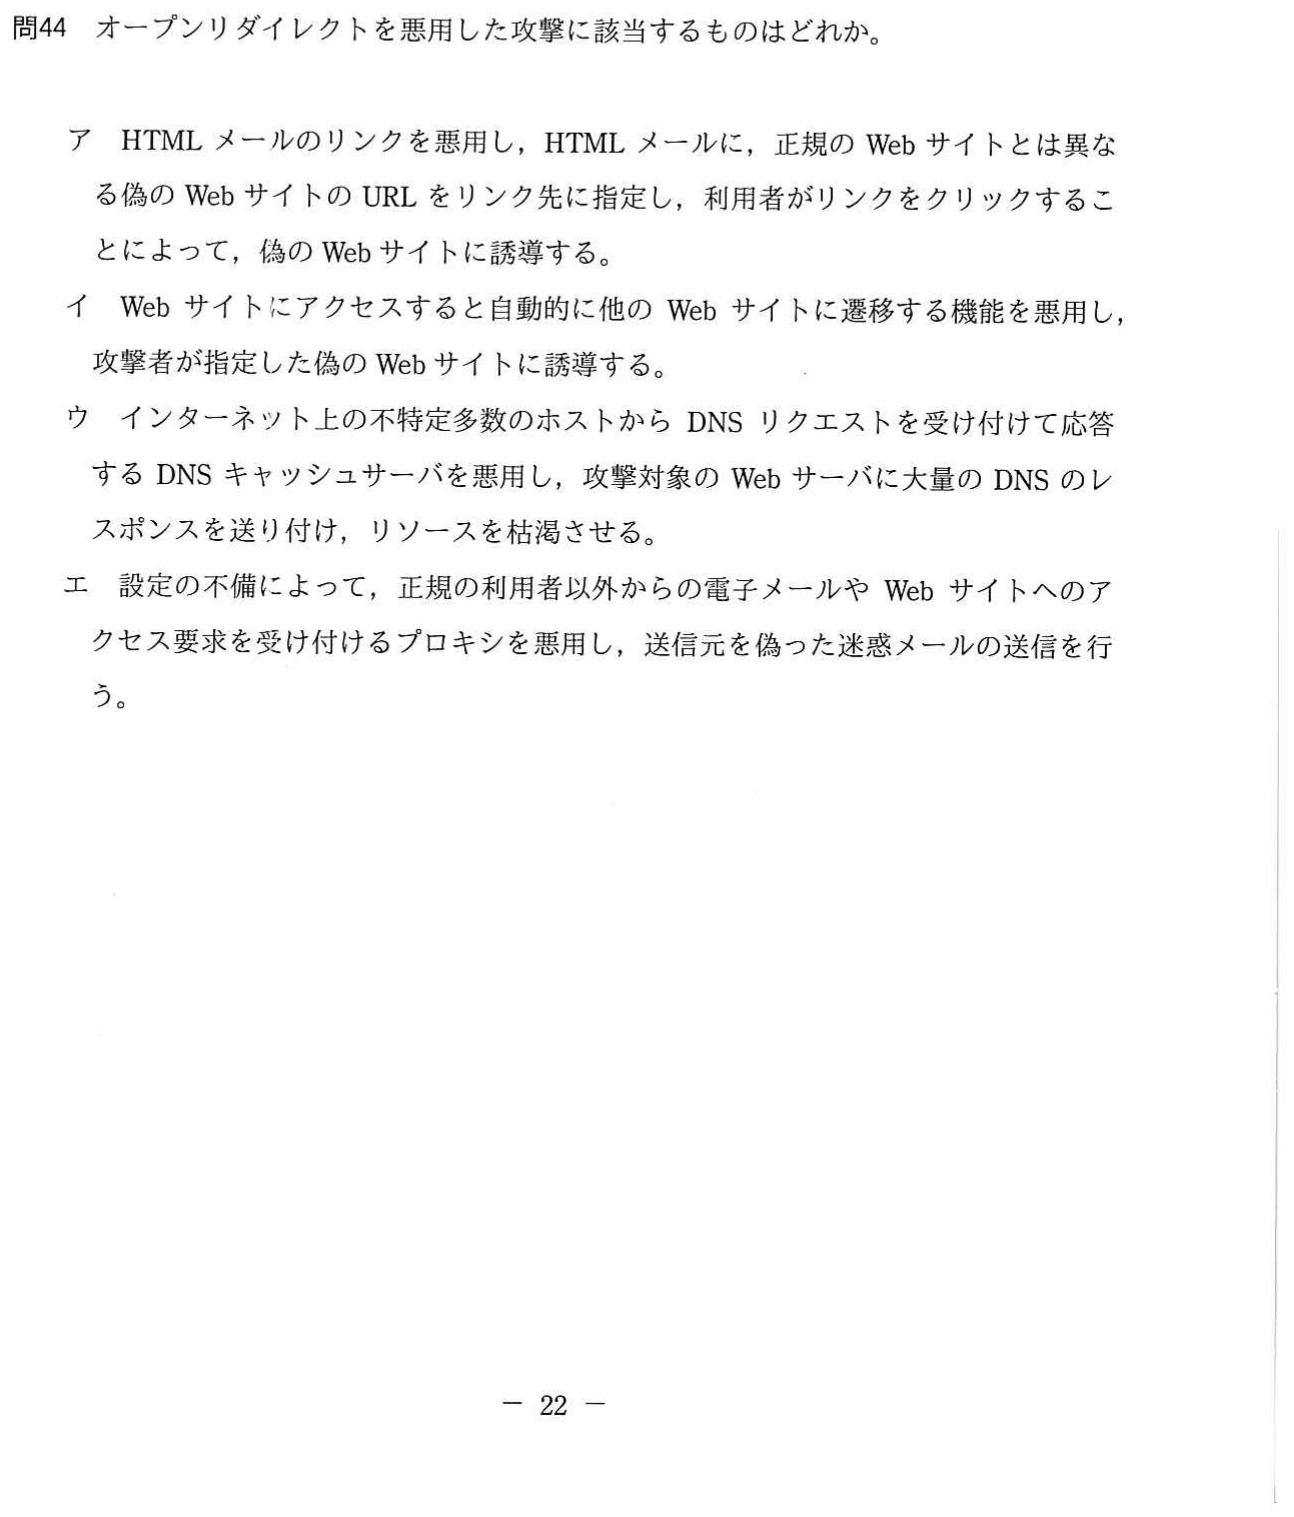 問44　オープンリダイレクトを悪用した攻撃に該当するものはどれか。
ア　HTML メールのリンクを悪用し，HTML メールに，正規の Web サイトとは異な
る偽の Web サイトの URL をリンク先に指定し，利用者がリンクをクリックするこ
とによって，偽の Web サイトに誘導する。
イ　Web サイトにアクセスすると自動的に他の Web サイトに遷移する機能を悪用し，
攻撃者が指定した偽の Web サイトに誘導する。
ウ　インターネット上の不特定多数のホストから DNS リクエストを受け付けて応答
する DNS キャッシュサーバを悪用し，攻撃対象の Web サーバに大量の DNS のレ
スポンスを送り付け，リソースを枯渇させる。
エ　設定の不備によって，正規の利用者以外からの電子メールや Web サイトへのア
クセス要求を受け付けるプロキシを悪用し，送信元を偽った迷惑メールの送信を行
う。
－ 22 －